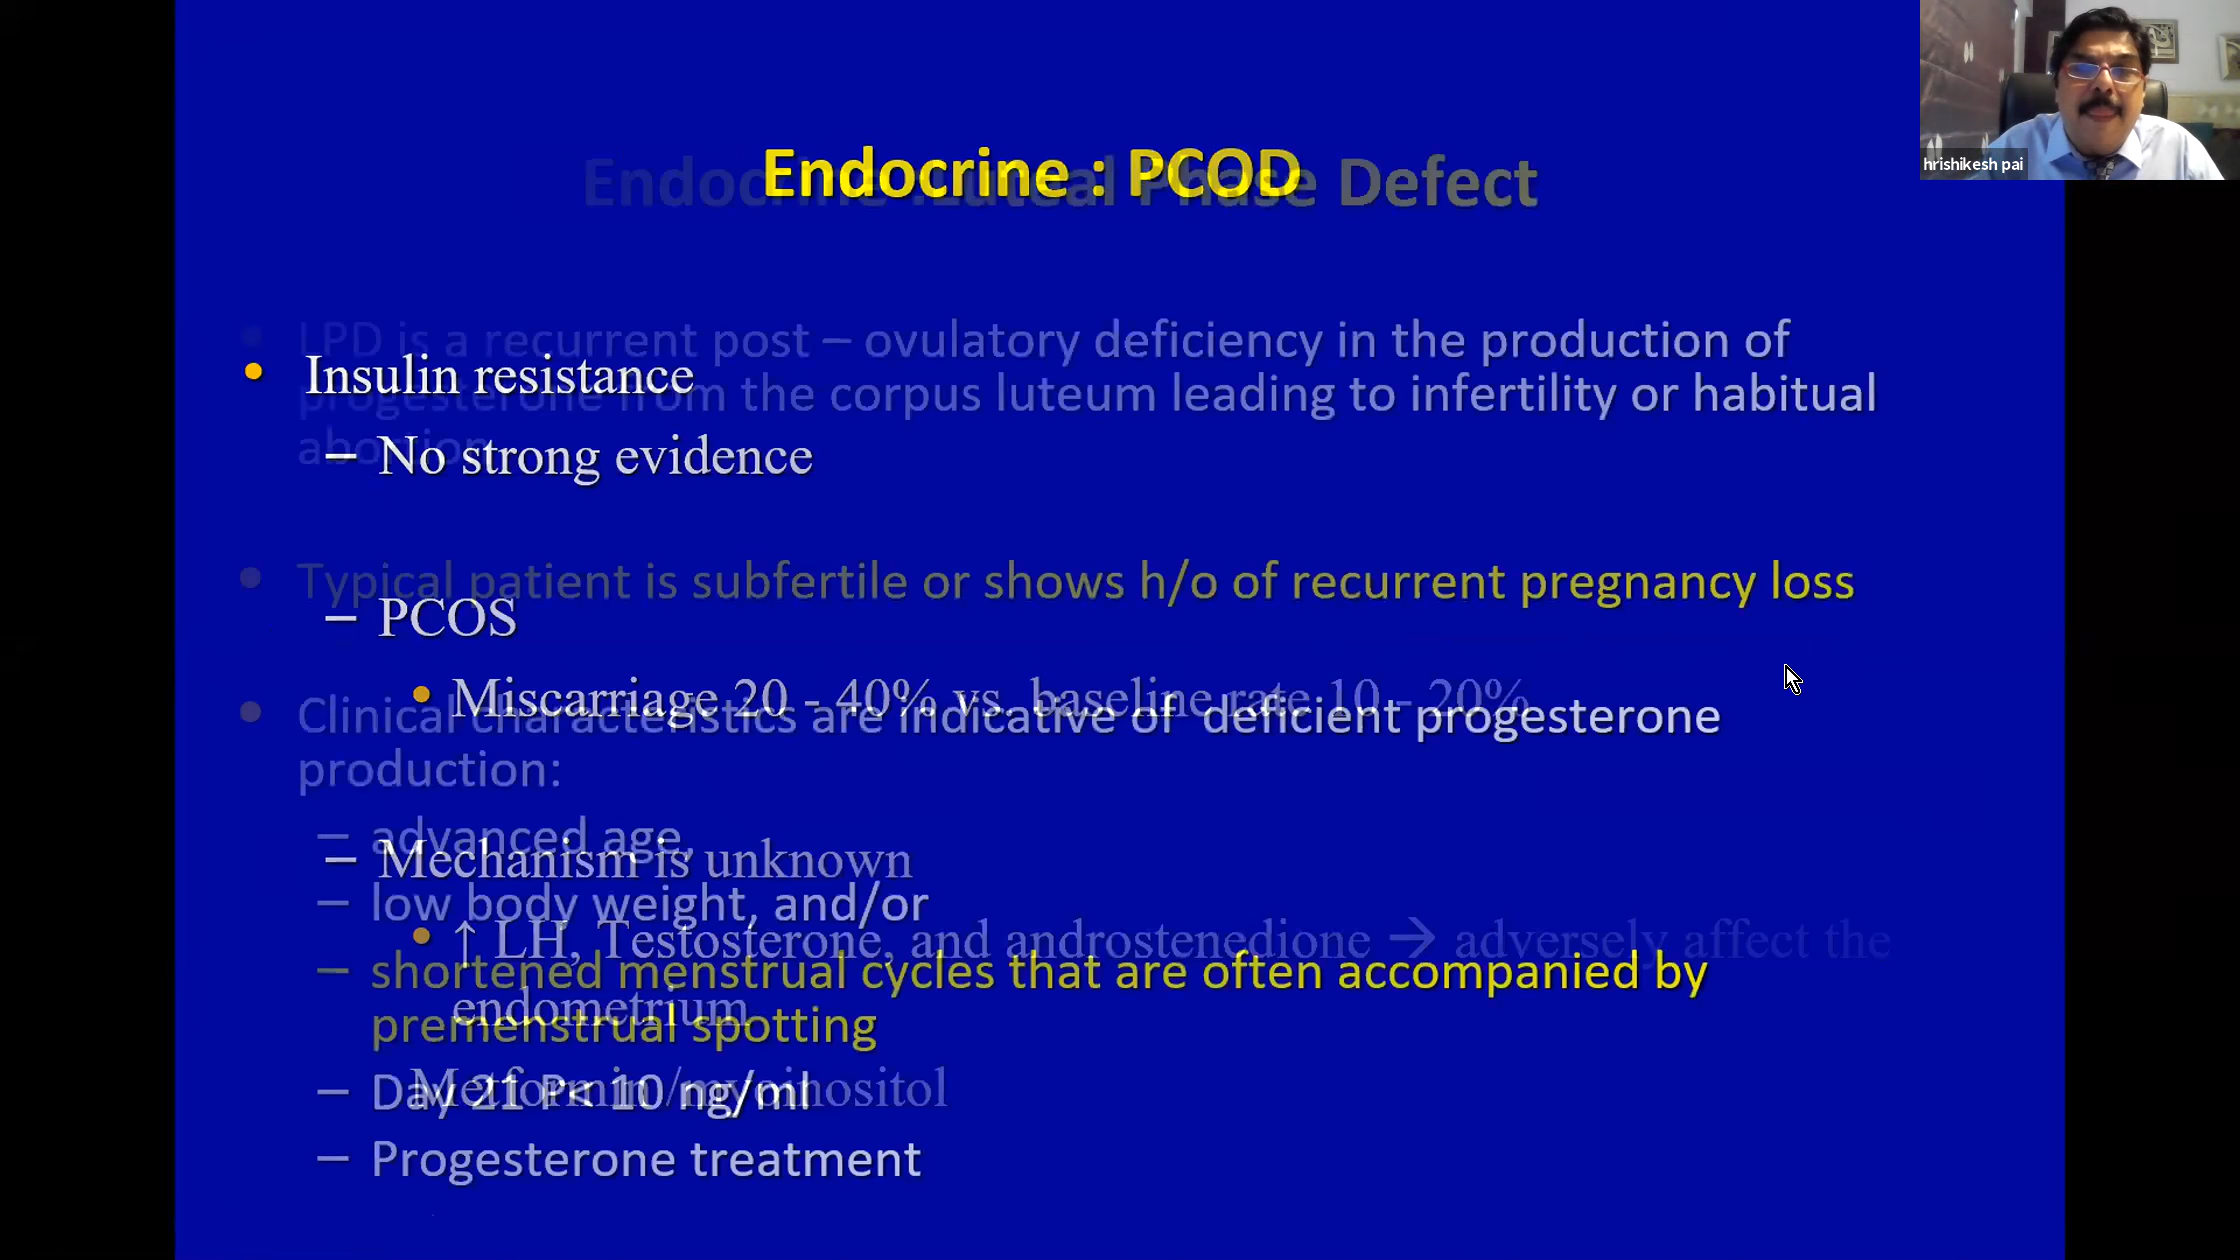 hrishikesh pai
Endocrine : PCOD
Insulin resistance
– No strong evidence
– PCOS
Miscarriage 20 - 40% vs. baseline rate 10 - 20%
– Mechanism is unknown
↑ LH, Testosterone, and androstenedione → adversely affect the
endometrium
Metformin/myoinositol
Endocrine :Luteal Phase Defect
LPD is a recurrent post – ovulatory deficiency in the production of
progesterone from the corpus luteum leading to infertility or habitual
abortion
Typical patient is subfertile or shows h/o of recurrent pregnancy loss
Clinical characteristics are indicative of deficient progesterone
production:
– advanced age,
– low body weight, and/or
– shortened menstrual cycles that are often accompanied by
premenstrual spotting
– Day 21 P< 10 ng/ml
– Progesterone treatment